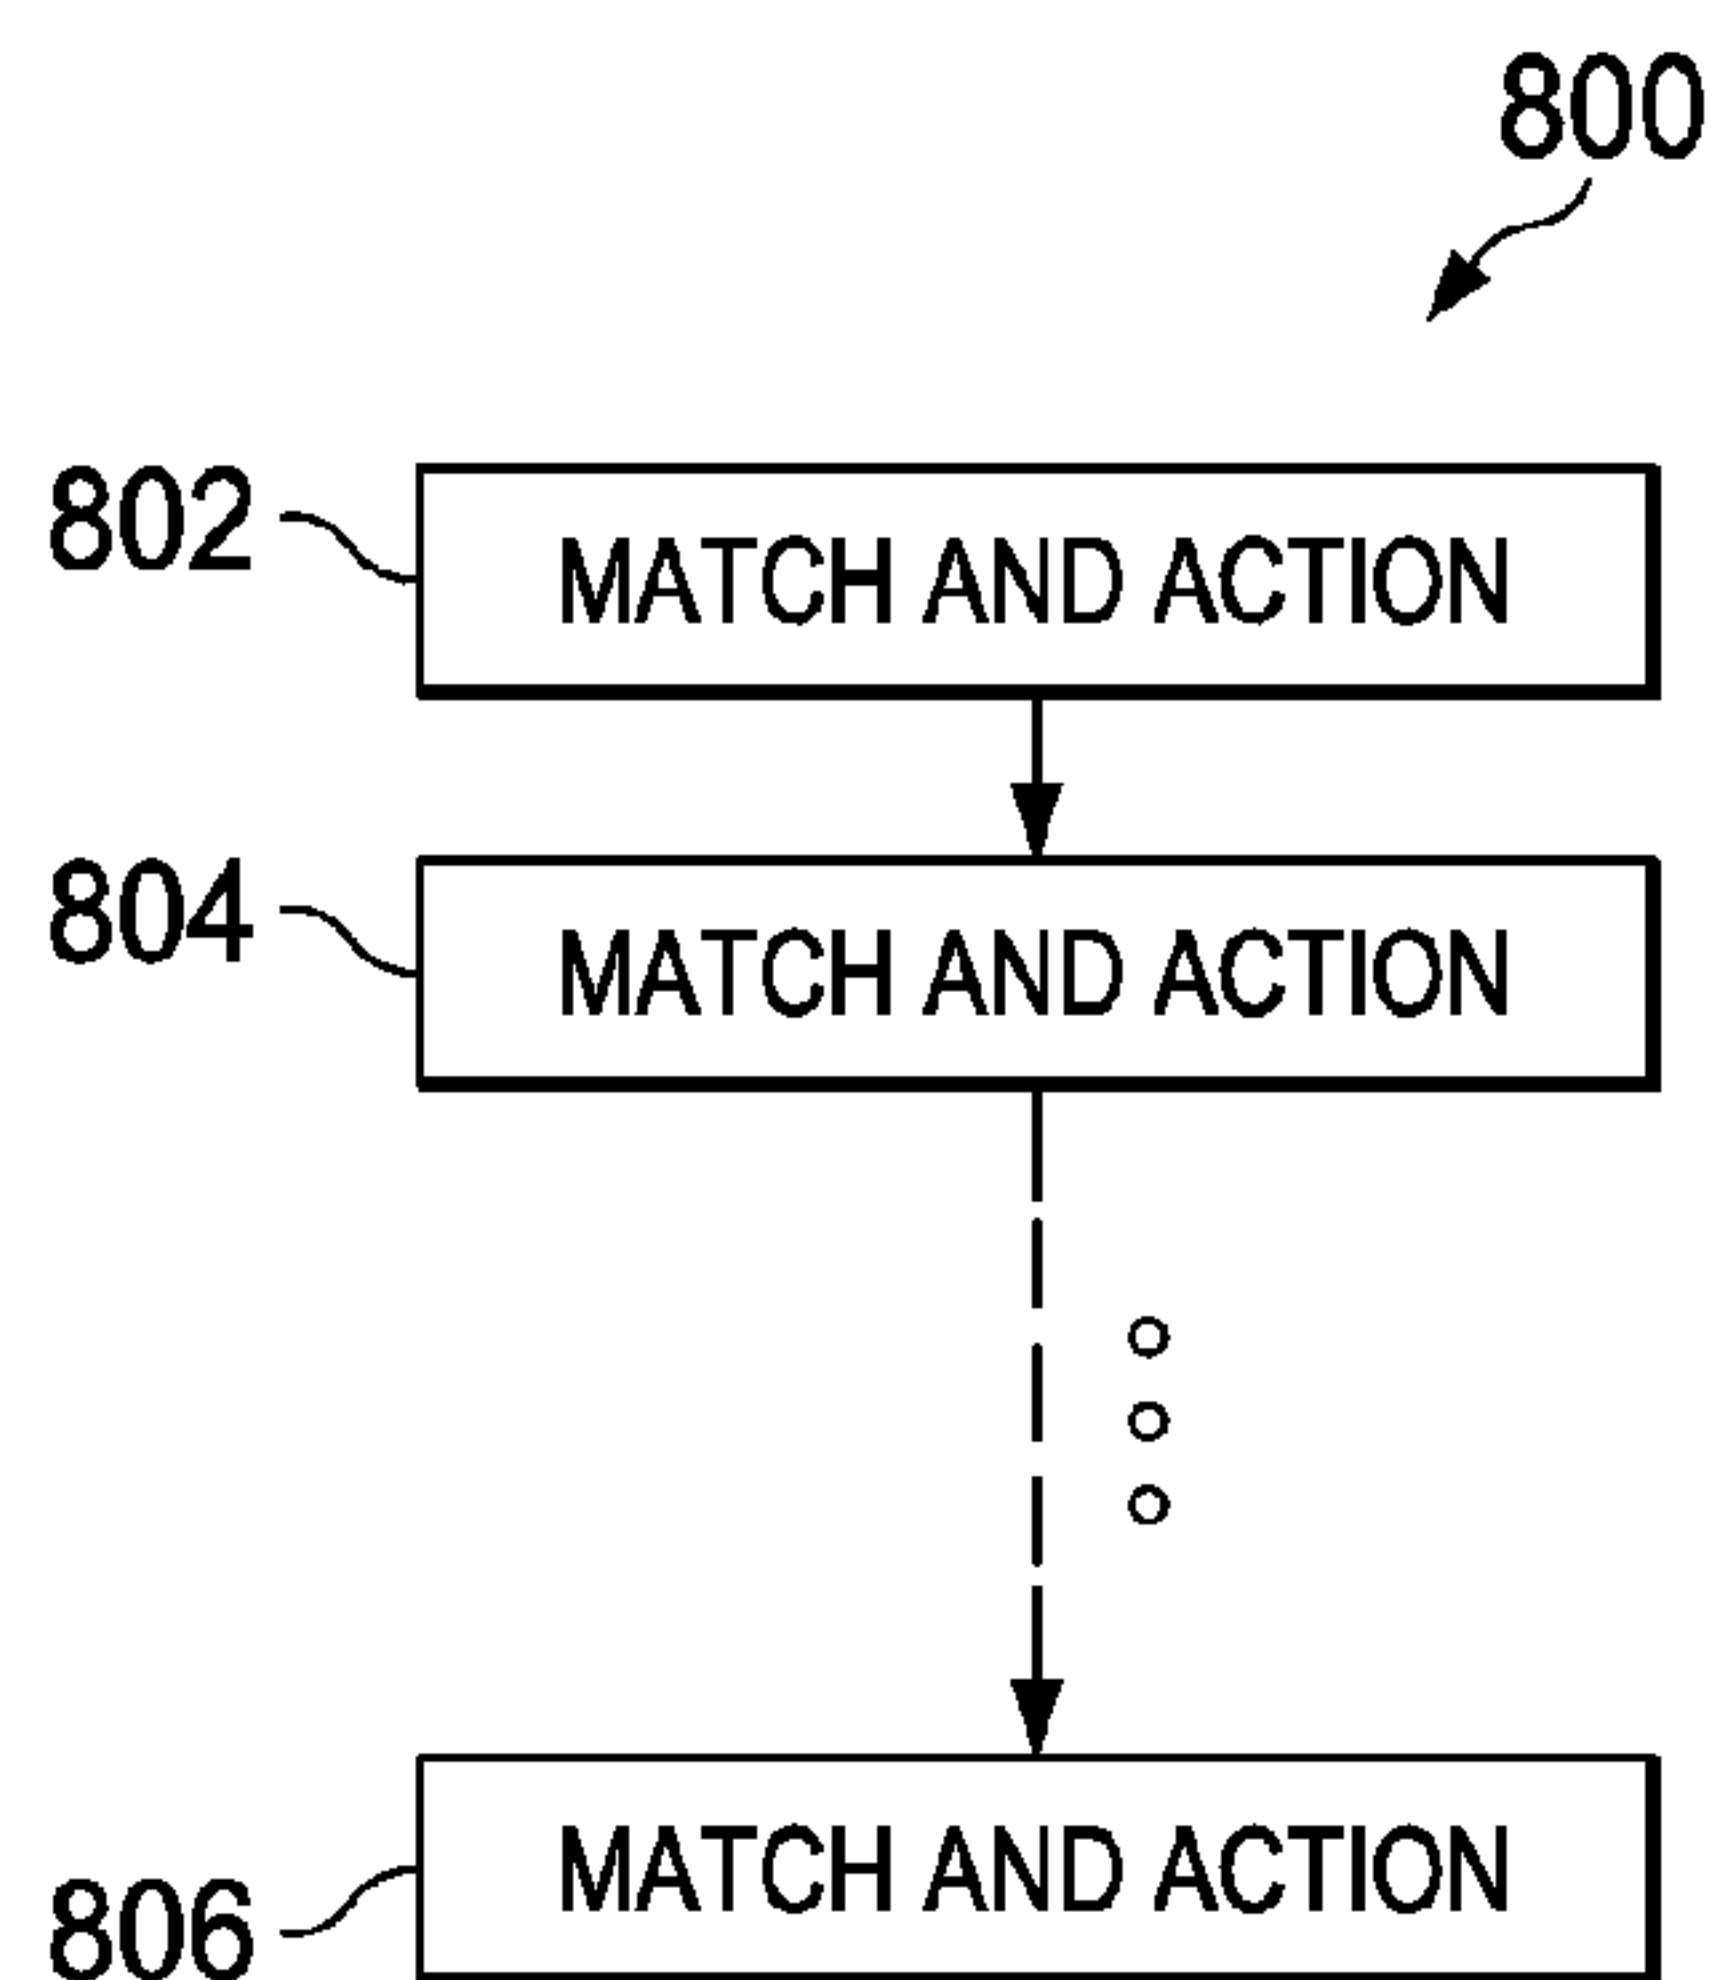 800
802 MATCH AND ACTION
804 MATCH AND ACTION
806 MATCH AND ACTION